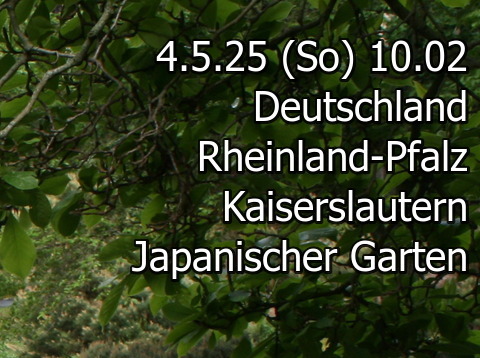 4.5.25 (So) 10.02
Deutschland
Rheinland-Pfalz
Kaiserslautern
Japanischer Garten